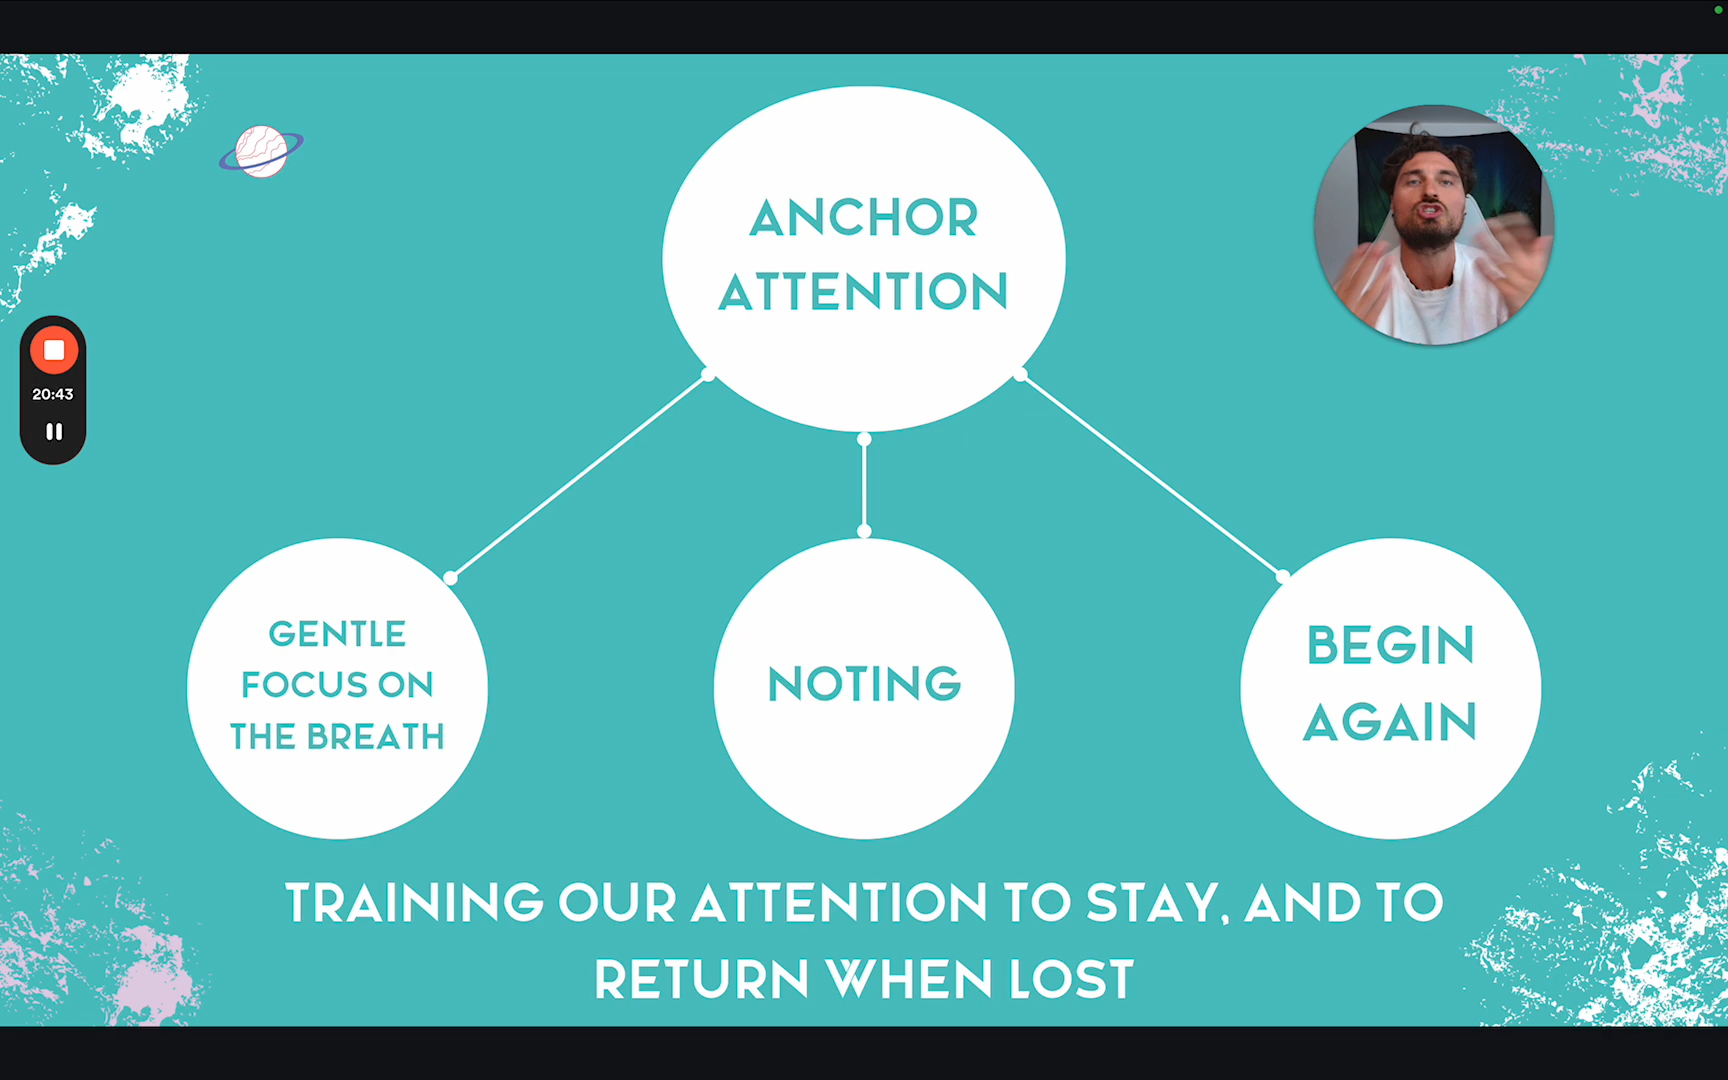 ANCHOR
ATTENTION
20:43
GENTLE
FOCUS ON
THE BREATH
NOTING
BEGIN
AGAIN
TRAINING OUR ATTENTION TO STAY, AND TO
RETURN WHEN LOST